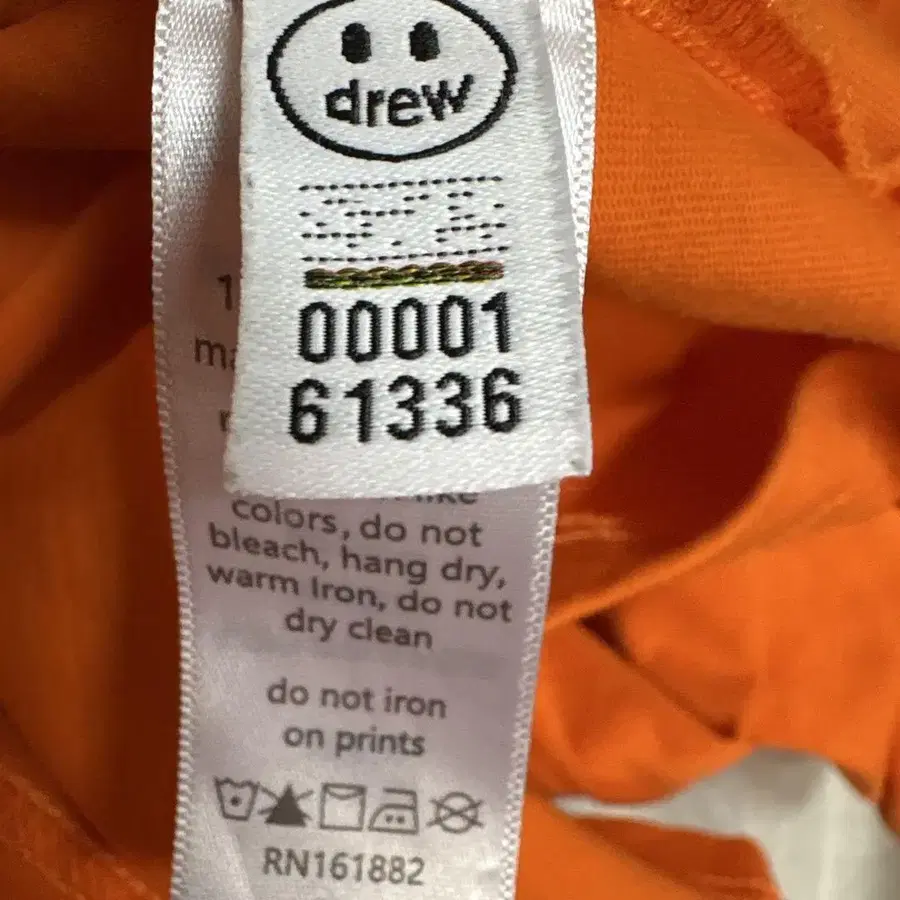 drew
00001
61336
colors, do not
bleach, hang dry,
warm Iron, do not
dry clean
do not iron
on prints
RN161882